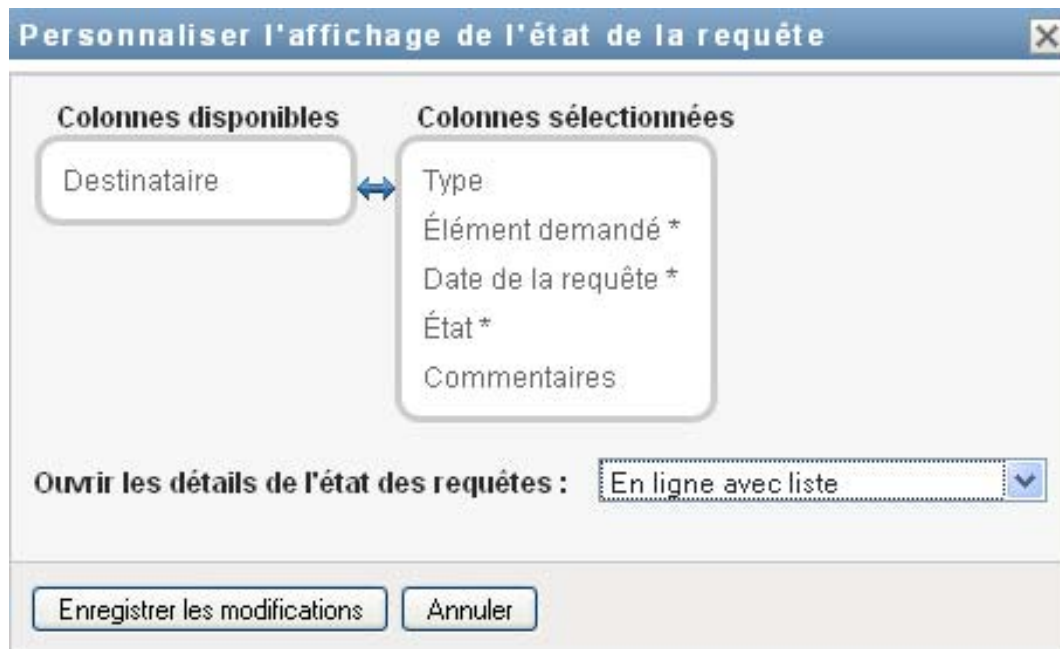 Personnaliser l'affichage de l'état de la requête
Colonnes disponibles
Colonnes sélectionnées
Destinataire
Type
Élément demandé *
Date de la requête *
État *
Commentaires
Ouvrir les détails de l'état des requêtes :
En ligne avec liste
Enregistrer les modifications
Annuler